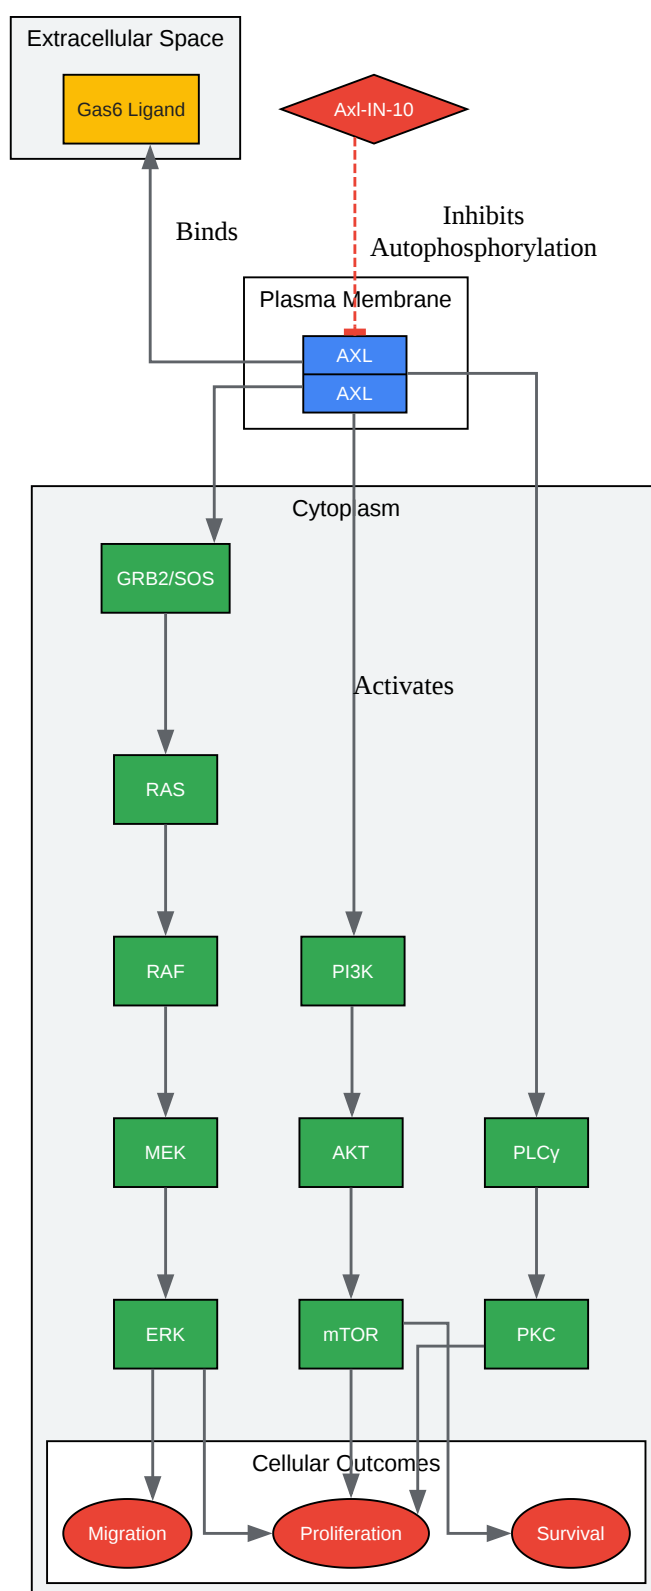 Extracellular Space
Gas6 Ligand
Axl-IN-10
Binds
Inhibits
Autophosphorylation
Plasma Membrane
AXL
AXL
Cytoplasm
GRB2/SOS
Activates
RAS
RAF
PI3K
MEK
AKT
PLCγ
ERK
mTOR
PKC
Cellular Outcomes
Migration
Proliferation
Survival